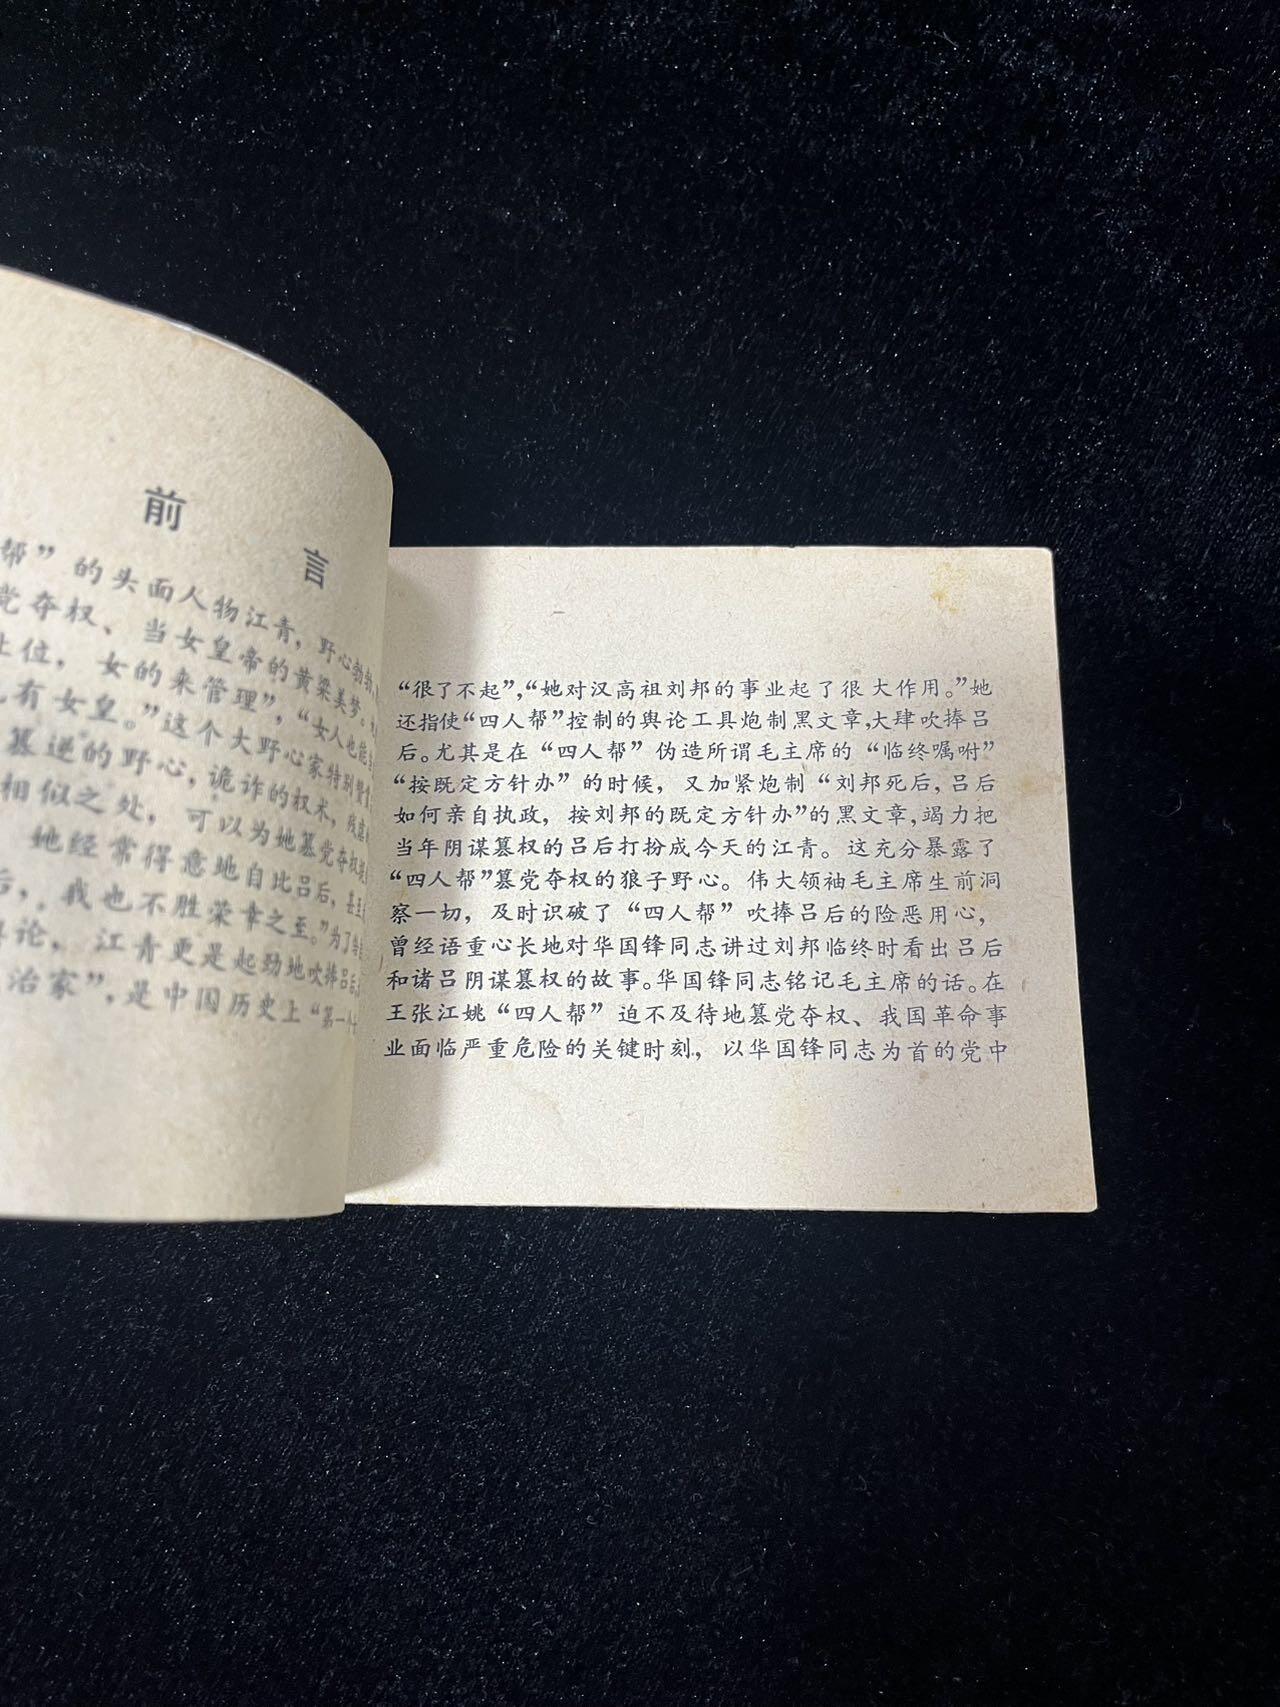 前言
帮”的头面人物江青，野心勃勃，
党夺权、当女皇帝的黄粱美梦。
上位，女的来管理”，“女人也能
有女皇。”这个大野心家特别赞
篡逆的野心，诡诈的权术，残虐
相似之处，可以为她篡党夺权
她经常得意地自比吕后，甚至
后，我也不胜荣幸之至。”为了
论，江青更是起劲地吹捧吕后，
治家”，是中国历史上“第一个
“很了不起”，“她对汉高祖刘邦的事业起了很大作用。”她
还指使“四人帮”控制的舆论工具炮制黑文章，大肆吹捧吕
后。尤其是在“四人帮”伪造所谓毛主席的“临终嘱咐”
“按既定方针办”的时候，又加紧炮制“刘邦死后，吕后
如何亲自执政，按刘邦的既定方针办”的黑文章，竭力把
当年阴谋篡权的吕后打扮成今天的江青。这充分暴露了
“四人帮”篡党夺权的狼子野心。伟大领袖毛主席生前洞
察一切，及时识破了“四人帮”吹捧吕后的险恶用心，
曾经语重心长地对华国锋同志讲过刘邦临终时看出吕后
和诸吕阴谋篡权的故事。华国锋同志铭记毛主席的话。在
王张江姚“四人帮”迫不及待地篡党夺权、我国革命事
业面临严重危险的关键时刻，以华国锋同志为首的党中